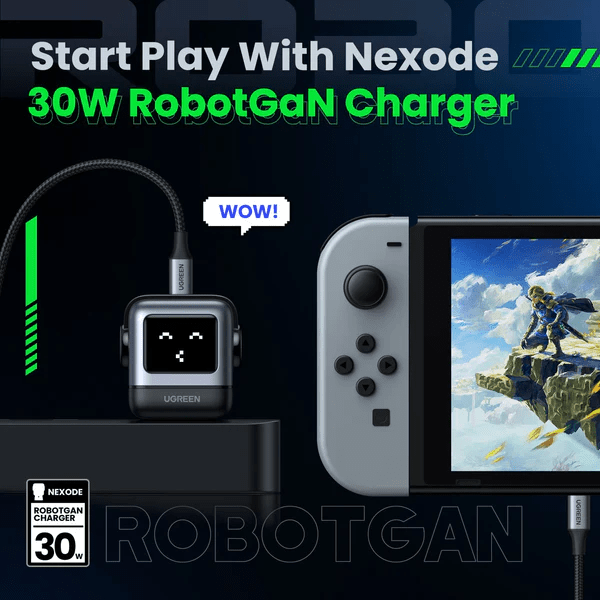 Start Play With Nexode
30W RobotGaN Charger
WOW!
UGREEN
UGREEN
NEXODE
ROBOTGAN
CHARGER
30W
UGREEN
ROBOTGAN